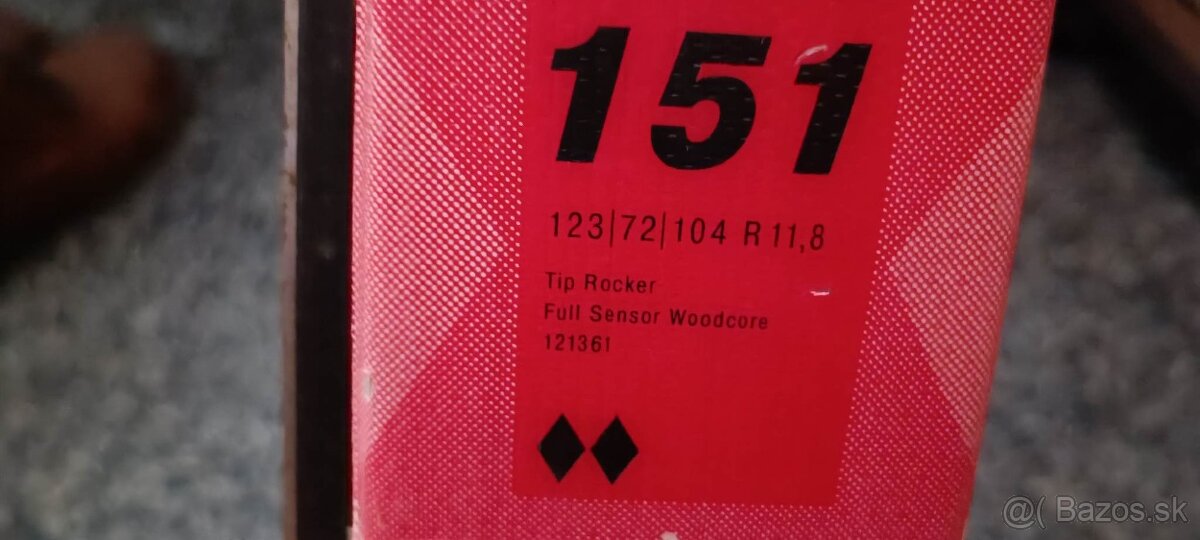 151
123|72|104 R 11,8
Tip Rocker
Full Sensor Woodcore
121361
@( Bazos.sk